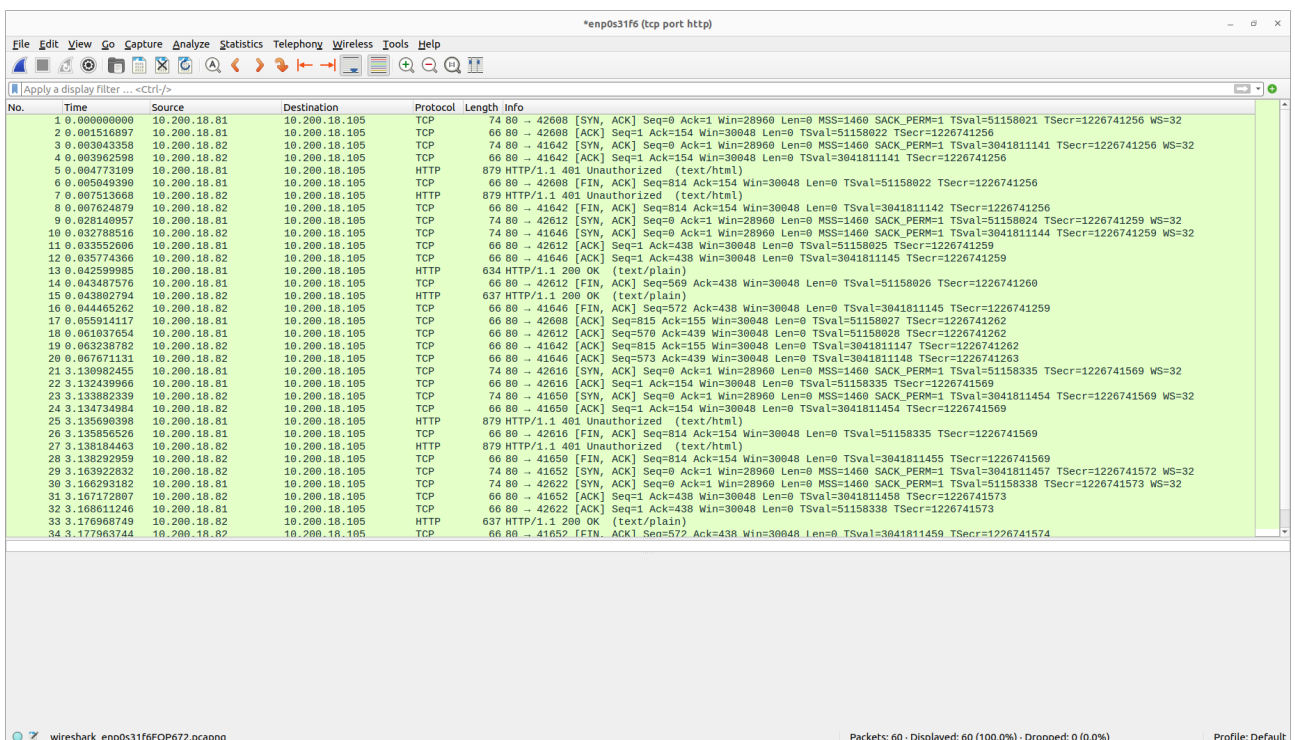 *enp0s31f6 (tcp port http)
File Edit View Go Capture Analyze Statistics Telephony Wireless Tools Help
Apply a display filter ... <Ctrl-/>
No. Time Source Destination Protocol Length Info
1 0.000000000 10.200.18.81 10.200.18.105 TCP 74 80 → 42608 [SYN, ACK] Seq=0 Ack=1 Win=28960 Len=0 MSS=1460 SACK_PERM=1 TSval=51158021 TSecr=1226741256 WS=32
2 0.001516897 10.200.18.81 10.200.18.105 TCP 66 80 → 42608 [ACK] Seq=1 Ack=154 Win=30048 Len=0 TSval=51158022 TSecr=1226741256
3 0.003043358 10.200.18.82 10.200.18.105 TCP 74 80 → 41642 [SYN, ACK] Seq=0 Ack=1 Win=28960 Len=0 MSS=1460 SACK_PERM=1 TSval=3041811141 TSecr=1226741256 WS=32
4 0.003962598 10.200.18.82 10.200.18.105 TCP 66 80 → 41642 [ACK] Seq=1 Ack=154 Win=30048 Len=0 TSval=3041811141 TSecr=1226741256
5 0.004773109 10.200.18.81 10.200.18.105 HTTP 879 HTTP/1.1 401 Unauthorized (text/html)
6 0.005049390 10.200.18.81 10.200.18.105 TCP 66 80 → 42608 [FIN, ACK] Seq=814 Ack=154 Win=30048 Len=0 TSval=51158022 TSecr=1226741256
7 0.007513668 10.200.18.82 10.200.18.105 HTTP 879 HTTP/1.1 401 Unauthorized (text/html)
8 0.007624879 10.200.18.82 10.200.18.105 TCP 66 80 → 41642 [FIN, ACK] Seq=814 Ack=154 Win=30048 Len=0 TSval=3041811142 TSecr=1226741256
9 0.028140957 10.200.18.81 10.200.18.105 TCP 74 80 → 42612 [SYN, ACK] Seq=0 Ack=1 Win=28960 Len=0 MSS=1460 SACK_PERM=1 TSval=51158024 TSecr=1226741259 WS=32
10 0.032788516 10.200.18.82 10.200.18.105 TCP 74 80 → 41646 [SYN, ACK] Seq=0 Ack=1 Win=28960 Len=0 MSS=1460 SACK_PERM=1 TSval=3041811144 TSecr=1226741259 WS=32
11 0.033552606 10.200.18.81 10.200.18.105 TCP 66 80 → 42612 [ACK] Seq=1 Ack=438 Win=30048 Len=0 TSval=51158025 TSecr=1226741259
12 0.035774366 10.200.18.82 10.200.18.105 TCP 66 80 → 41646 [ACK] Seq=1 Ack=438 Win=30048 Len=0 TSval=3041811145 TSecr=1226741259
13 0.042599985 10.200.18.81 10.200.18.105 HTTP 634 HTTP/1.1 200 OK (text/plain)
14 0.043487576 10.200.18.81 10.200.18.105 TCP 66 80 → 42612 [FIN, ACK] Seq=569 Ack=438 Win=30048 Len=0 TSval=51158026 TSecr=1226741260
15 0.043802794 10.200.18.82 10.200.18.105 HTTP 637 HTTP/1.1 200 OK (text/plain)
16 0.044465262 10.200.18.82 10.200.18.105 TCP 66 80 → 41646 [FIN, ACK] Seq=572 Ack=438 Win=30048 Len=0 TSval=3041811145 TSecr=1226741259
17 0.055914117 10.200.18.81 10.200.18.105 TCP 66 80 → 42608 [ACK] Seq=815 Ack=155 Win=30048 Len=0 TSval=51158027 TSecr=1226741262
18 0.061037654 10.200.18.81 10.200.18.105 TCP 66 80 → 42612 [ACK] Seq=570 Ack=439 Win=30048 Len=0 TSval=51158028 TSecr=1226741262
19 0.063238782 10.200.18.82 10.200.18.105 TCP 66 80 → 41642 [ACK] Seq=815 Ack=155 Win=30048 Len=0 TSval=3041811147 TSecr=1226741262
20 0.067671131 10.200.18.82 10.200.18.105 TCP 66 80 → 41646 [ACK] Seq=573 Ack=439 Win=30048 Len=0 TSval=3041811148 TSecr=1226741263
21 3.130982455 10.200.18.81 10.200.18.105 TCP 74 80 → 42616 [SYN, ACK] Seq=0 Ack=1 Win=28960 Len=0 MSS=1460 SACK_PERM=1 TSval=51158335 TSecr=1226741569 WS=32
22 3.132439966 10.200.18.81 10.200.18.105 TCP 66 80 → 42616 [ACK] Seq=1 Ack=154 Win=30048 Len=0 TSval=51158335 TSecr=1226741569
23 3.133882339 10.200.18.82 10.200.18.105 TCP 74 80 → 41650 [SYN, ACK] Seq=0 Ack=1 Win=28960 Len=0 MSS=1460 SACK_PERM=1 TSval=3041811454 TSecr=1226741569 WS=32
24 3.134734984 10.200.18.82 10.200.18.105 TCP 66 80 → 41650 [ACK] Seq=1 Ack=154 Win=30048 Len=0 TSval=3041811454 TSecr=1226741569
25 3.135690398 10.200.18.81 10.200.18.105 HTTP 879 HTTP/1.1 401 Unauthorized (text/html)
26 3.135856526 10.200.18.81 10.200.18.105 TCP 66 80 → 42616 [FIN, ACK] Seq=814 Ack=154 Win=30048 Len=0 TSval=51158335 TSecr=1226741569
27 3.138184463 10.200.18.82 10.200.18.105 HTTP 879 HTTP/1.1 401 Unauthorized (text/html)
28 3.138292959 10.200.18.82 10.200.18.105 TCP 66 80 → 41650 [FIN, ACK] Seq=814 Ack=154 Win=30048 Len=0 TSval=3041811455 TSecr=1226741569
29 3.163922832 10.200.18.82 10.200.18.105 TCP 74 80 → 41652 [SYN, ACK] Seq=0 Ack=1 Win=28960 Len=0 MSS=1460 SACK_PERM=1 TSval=3041811457 TSecr=1226741572 WS=32
30 3.166293182 10.200.18.81 10.200.18.105 TCP 74 80 → 42622 [SYN, ACK] Seq=0 Ack=1 Win=28960 Len=0 MSS=1460 SACK_PERM=1 TSval=51158338 TSecr=1226741573 WS=32
31 3.167172807 10.200.18.82 10.200.18.105 TCP 66 80 → 41652 [ACK] Seq=1 Ack=438 Win=30048 Len=0 TSval=3041811458 TSecr=1226741573
32 3.168611246 10.200.18.81 10.200.18.105 TCP 66 80 → 42622 [ACK] Seq=1 Ack=438 Win=30048 Len=0 TSval=51158338 TSecr=1226741573
33 3.176968749 10.200.18.82 10.200.18.105 HTTP 637 HTTP/1.1 200 OK (text/plain)
34 3.177963744 10.200.18.82 10.200.18.105 TCP 66 80 → 41652 [FIN, ACK] Seq=572 Ack=438 Win=30048 Len=0 TSval=3041811459 TSecr=1226741574
wireshark_enp0s31f6EQP672.pcapng Packets: 60 · Displayed: 60 (100.0%) · Dropped: 0 (0.0%) Profile: Default